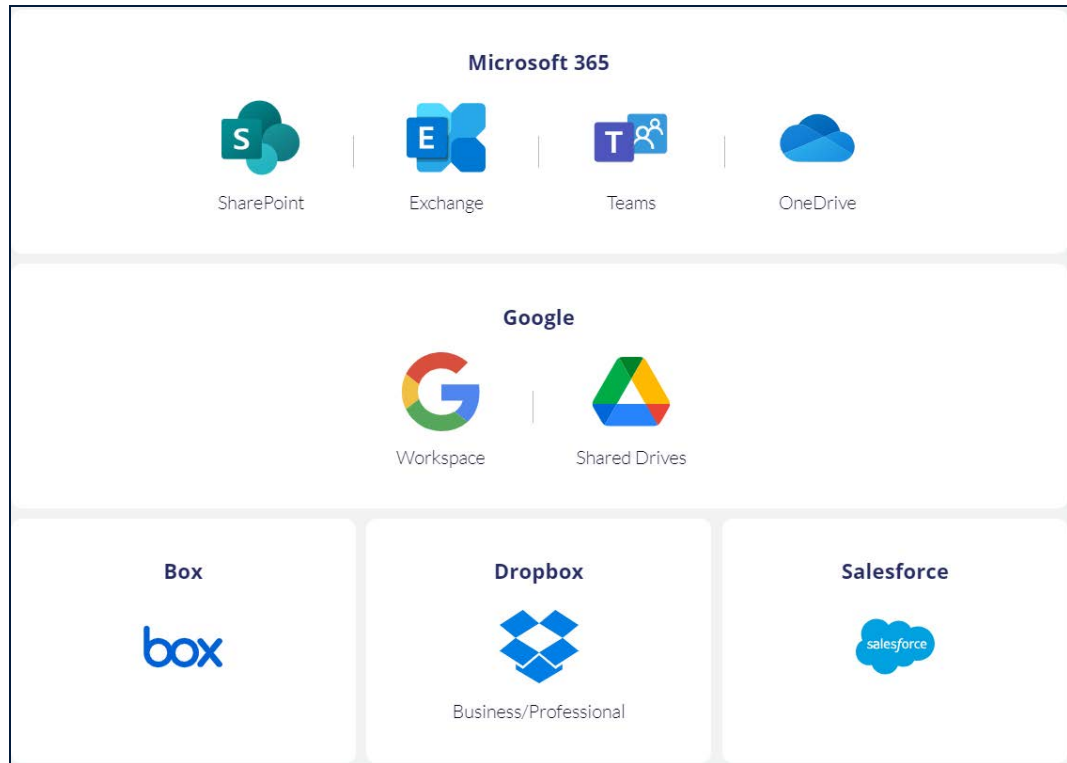 Microsoft 365
S
E
T
SharePoint
Exchange
Teams
OneDrive
Google
Workspace
Shared Drives
Box
Dropbox
Salesforce
box
salesforce
Business/Professional